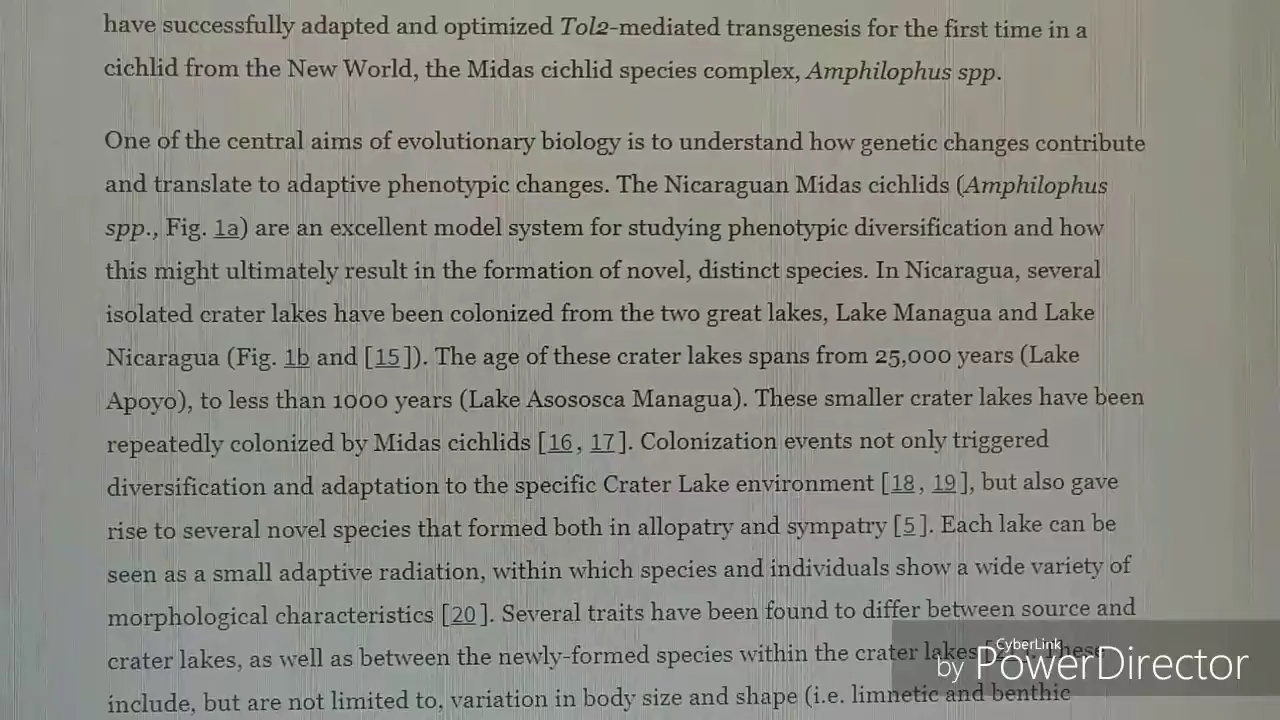 have successfully adapted and optimized Tol2-mediated transgenesis for the first time in a
cichlid from the New World, the Midas cichlid species complex, Amphilophus spp.
One of the central aims of evolutionary biology is to understand how genetic changes contribute
and translate to adaptive phenotypic changes. The Nicaraguan Midas cichlids (Amphilophus
spp., Fig. 1a) are an excellent model system for studying phenotypic diversification and how
this might ultimately result in the formation of novel, distinct species. In Nicaragua, several
isolated crater lakes have been colonized from the two great lakes, Lake Managua and Lake
Nicaragua (Fig. 1b and [15]). The age of these crater lakes spans from 25,000 years (Lake
Apoyo), to less than 1000 years (Lake Asososca Managua). These smaller crater lakes have been
repeatedly colonized by Midas cichlids [16, 17]. Colonization events not only triggered
diversification and adaptation to the specific Crater Lake environment [18, 19], but also gave
rise to several novel species that formed both in allopatry and sympatry [5]. Each lake can be
seen as a small adaptive radiation, within which species and individuals show a wide variety of
morphological characteristics [20]. Several traits have been found to differ between source and
crater lakes, as well as between the newly-formed species within the crater lakes These
include, but are not limited to, variation in body size and shape (i.e. limnetic and benthic
CyberLink
by PowerDirector